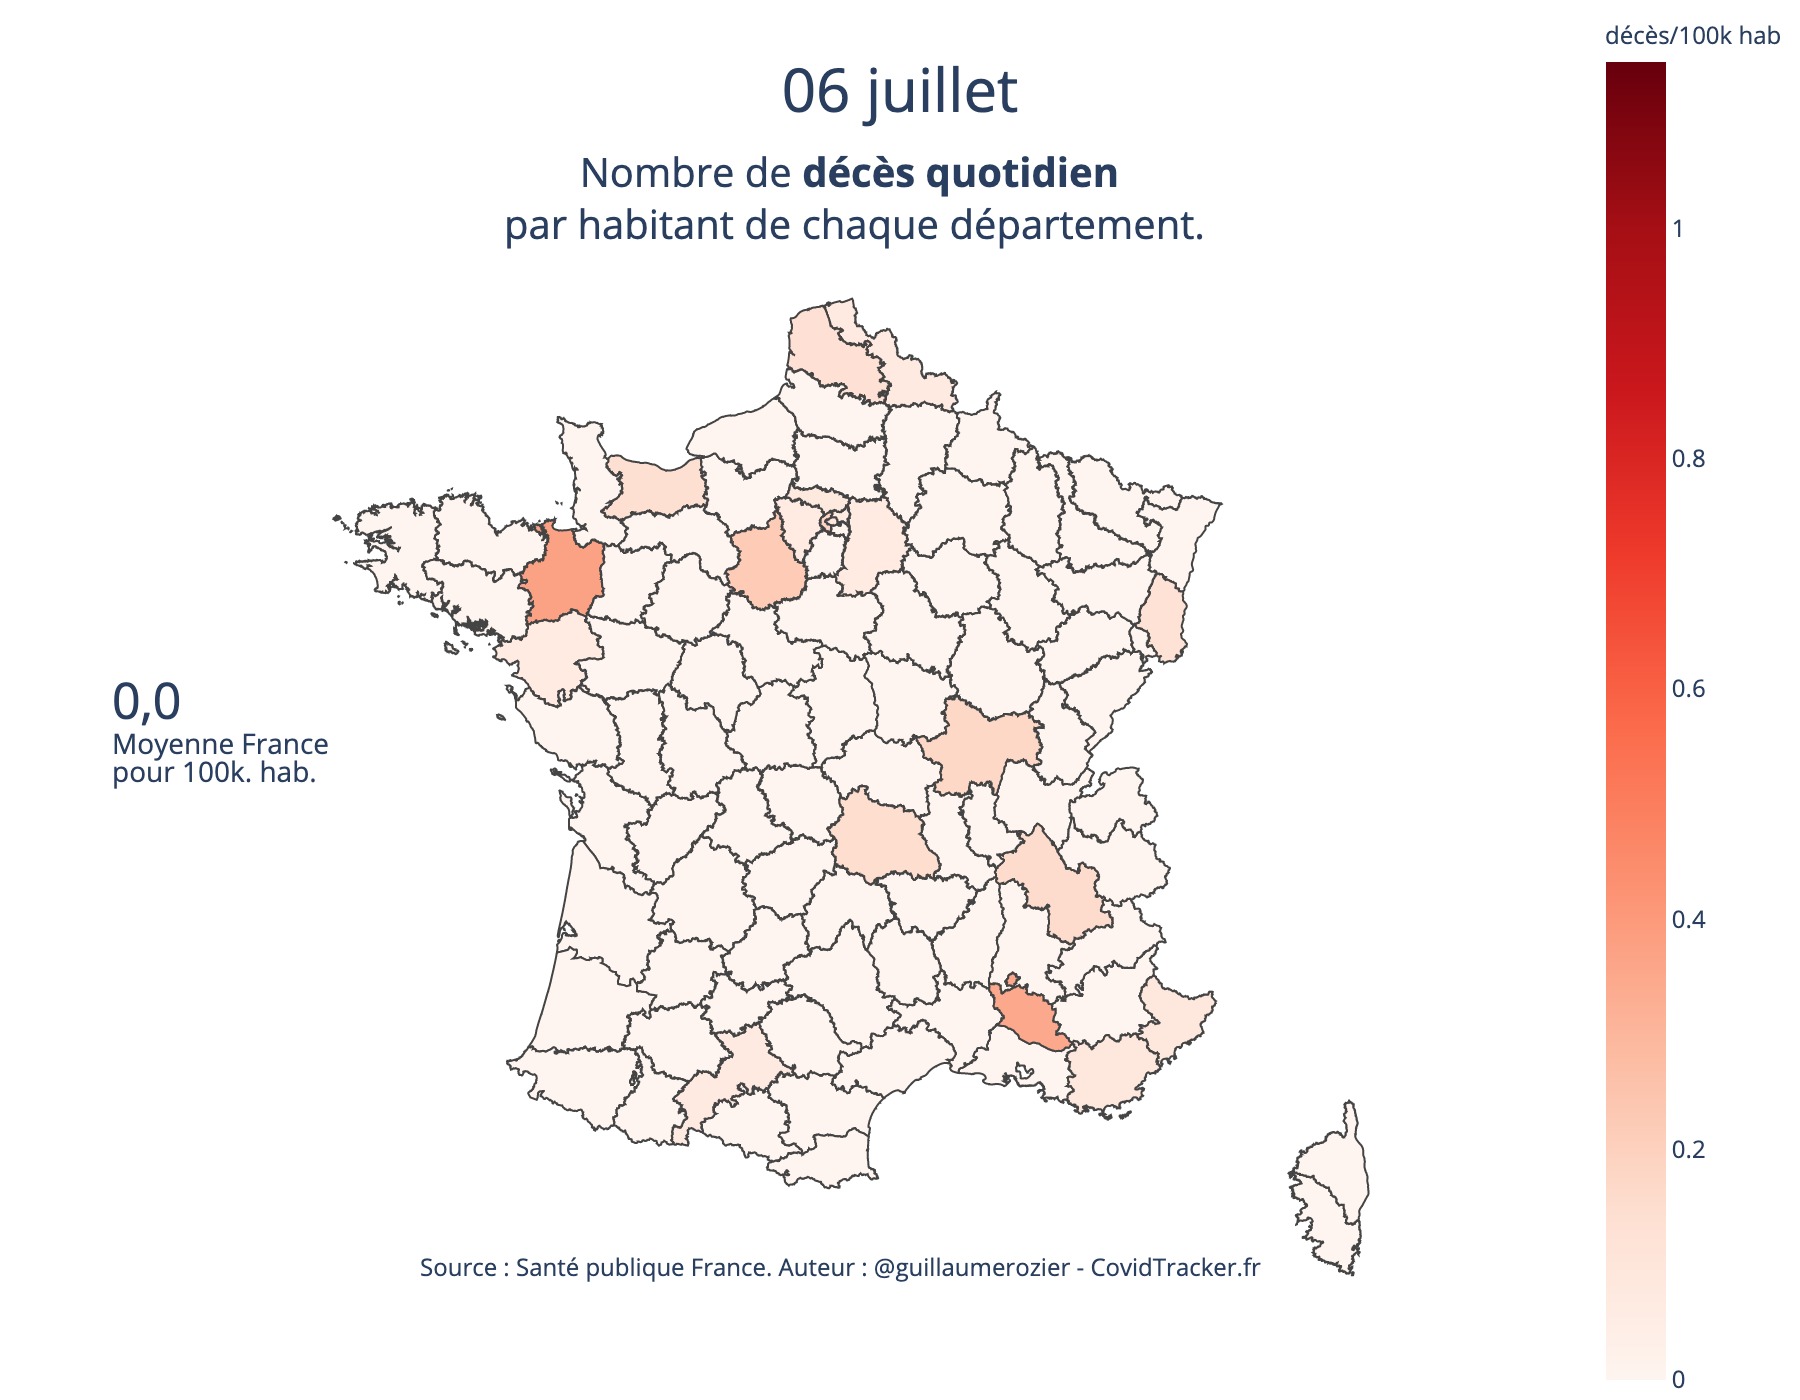 décès/100k hab
06 juillet
Nombre de décès quotidien
par habitant de chaque département.
1
0.8
0.6
0.4
0.2
0
0,0
Moyenne France
pour 100k. hab.
Source : Santé publique France. Auteur : @guillaumerozier - CovidTracker.fr